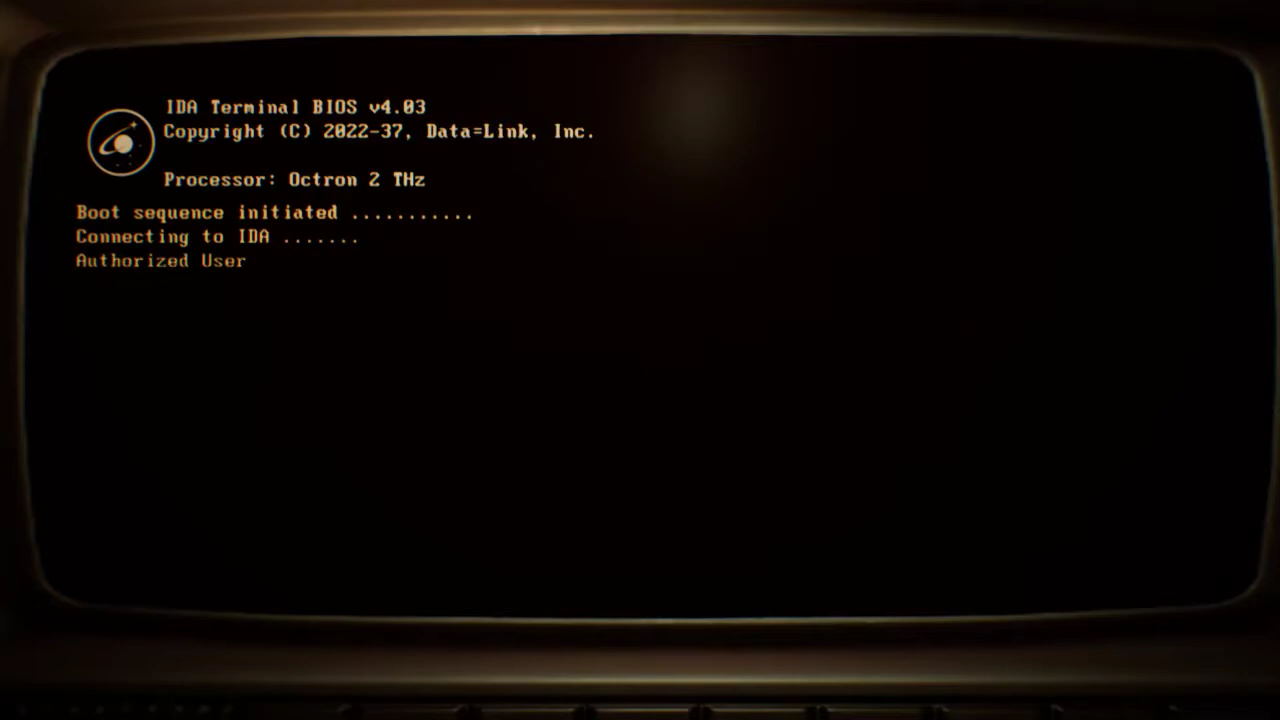 IDA Terminal BIOS v4.03
Copyright (C) 2022-37, Data=Link, Inc.
Processor: Octron 2 THz
Boot sequence initiated ...........
Connecting to IDA .......
Authorized User